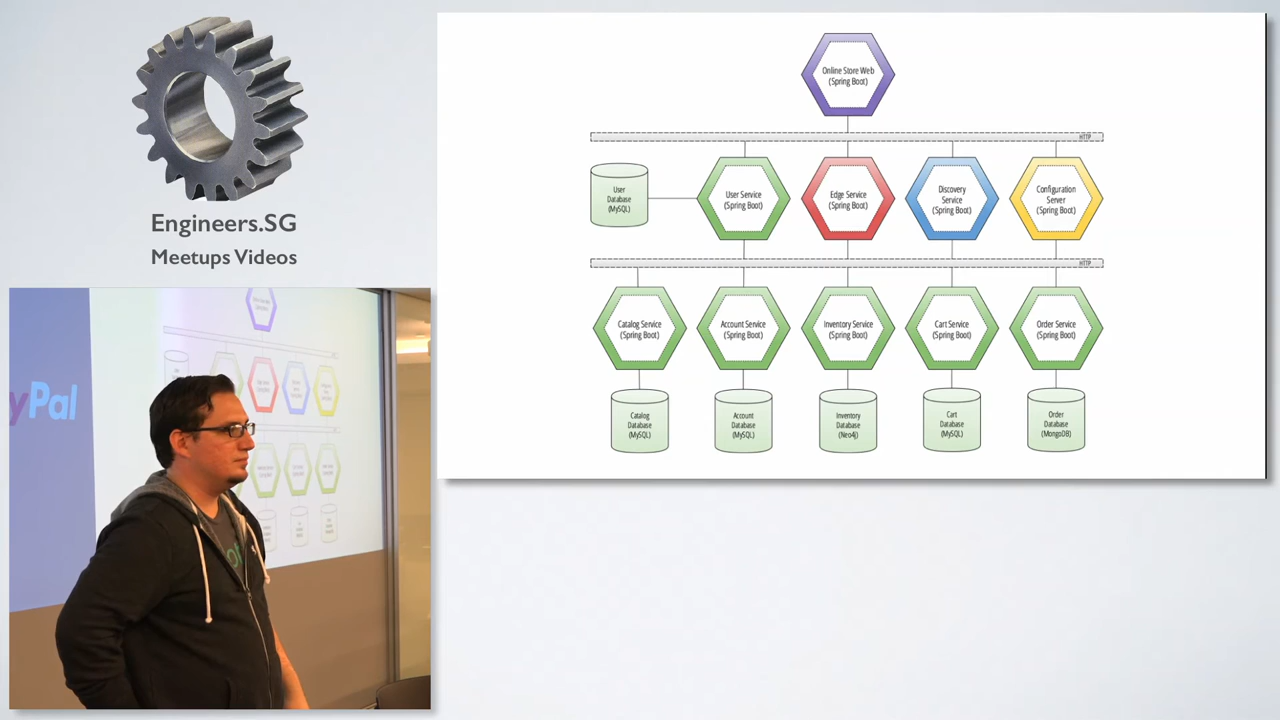 Engineers.SG
Meetups Videos
yPal
Online Store Web
(Spring Boot)
HTTP
User
Database
(MySQL)
User Service
(Spring Boot)
Edge Service
(Spring Boot)
Discovery
Service
(Spring Boot)
Configuration
Server
(Spring Boot)
HTTP
Catalog Service
(Spring Boot)
Account Service
(Spring Boot)
Inventory Service
(Spring Boot)
Cart Service
(Spring Boot)
Order Service
(Spring Boot)
Catalog
Database
(MySQL)
Account
Database
(MySQL)
Inventory
Database
(Neo4j)
Cart
Database
(MySQL)
Order
Database
(MongoDB)